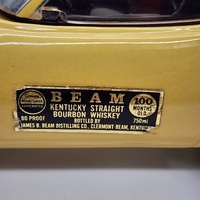 BEAM
100
MONTHS
OLD
KENTUCKY STRAIGHT
BOURBON WHISKEY
80 PROOF
BOTTLED BY
750ml
JAMES B. BEAM DISTILLING CO., CLERMONT BEAM, KENTUCKY